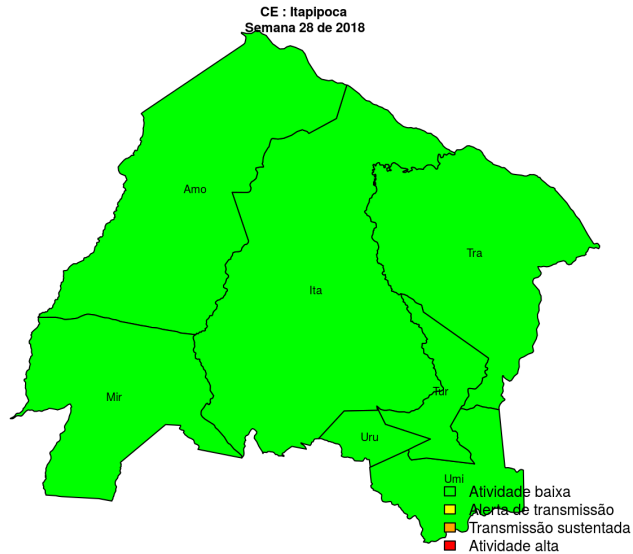 CE : Itapipoca
Semana 28 de 2018
Amo
Tra
Ita
Mir
Tur
Uru
Umi
Atividade baixa
Alerta de transmissão
Transmissão sustentada
Atividade alta